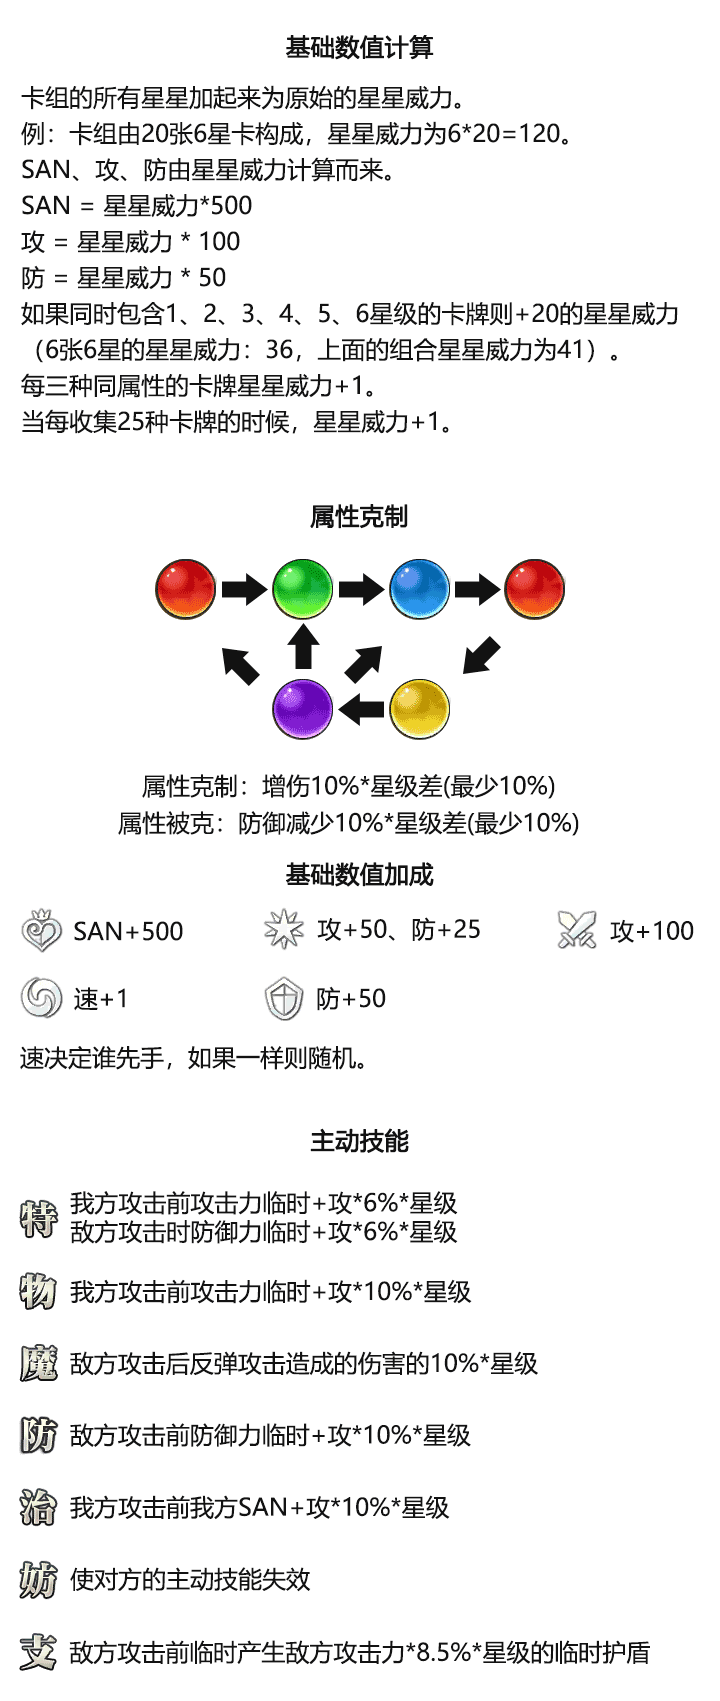 基础数值计算
卡组的所有星星加起来为原始的星星威力。
例：卡组由20张6星卡构成，星星威力为6*20=120。
SAN、攻、防由星星威力计算而来。
SAN = 星星威力*500
攻 = 星星威力 * 100
防 = 星星威力 * 50
如果同时包含1、2、3、4、5、6星级的卡牌则+20的星星威力
（6张6星的星星威力：36，上面的组合星星威力为41）。
每三种同属性的卡牌星星威力+1。
当每收集25种卡牌的时候，星星威力+1。
属性克制
属性克制：增伤10%*星级差(最少10%)
属性被克：防御减少10%*星级差(最少10%)
基础数值加成
SAN+500 攻+50、防+25 攻+100
速+1 防+50
速决定谁先手，如果一样则随机。
主动技能
特 我方攻击前攻击力临时+攻*6%*星级
敌方攻击时防御力临时+攻*6%*星级
物 我方攻击前攻击力临时+攻*10%*星级
魔 敌方攻击后反弹攻击造成的伤害的10%*星级
防 敌方攻击前防御力临时+攻*10%*星级
治 我方攻击前我方SAN+攻*10%*星级
妨 使对方的主动技能失效
支 敌方攻击前临时产生敌方攻击力*8.5%*星级的临时护盾